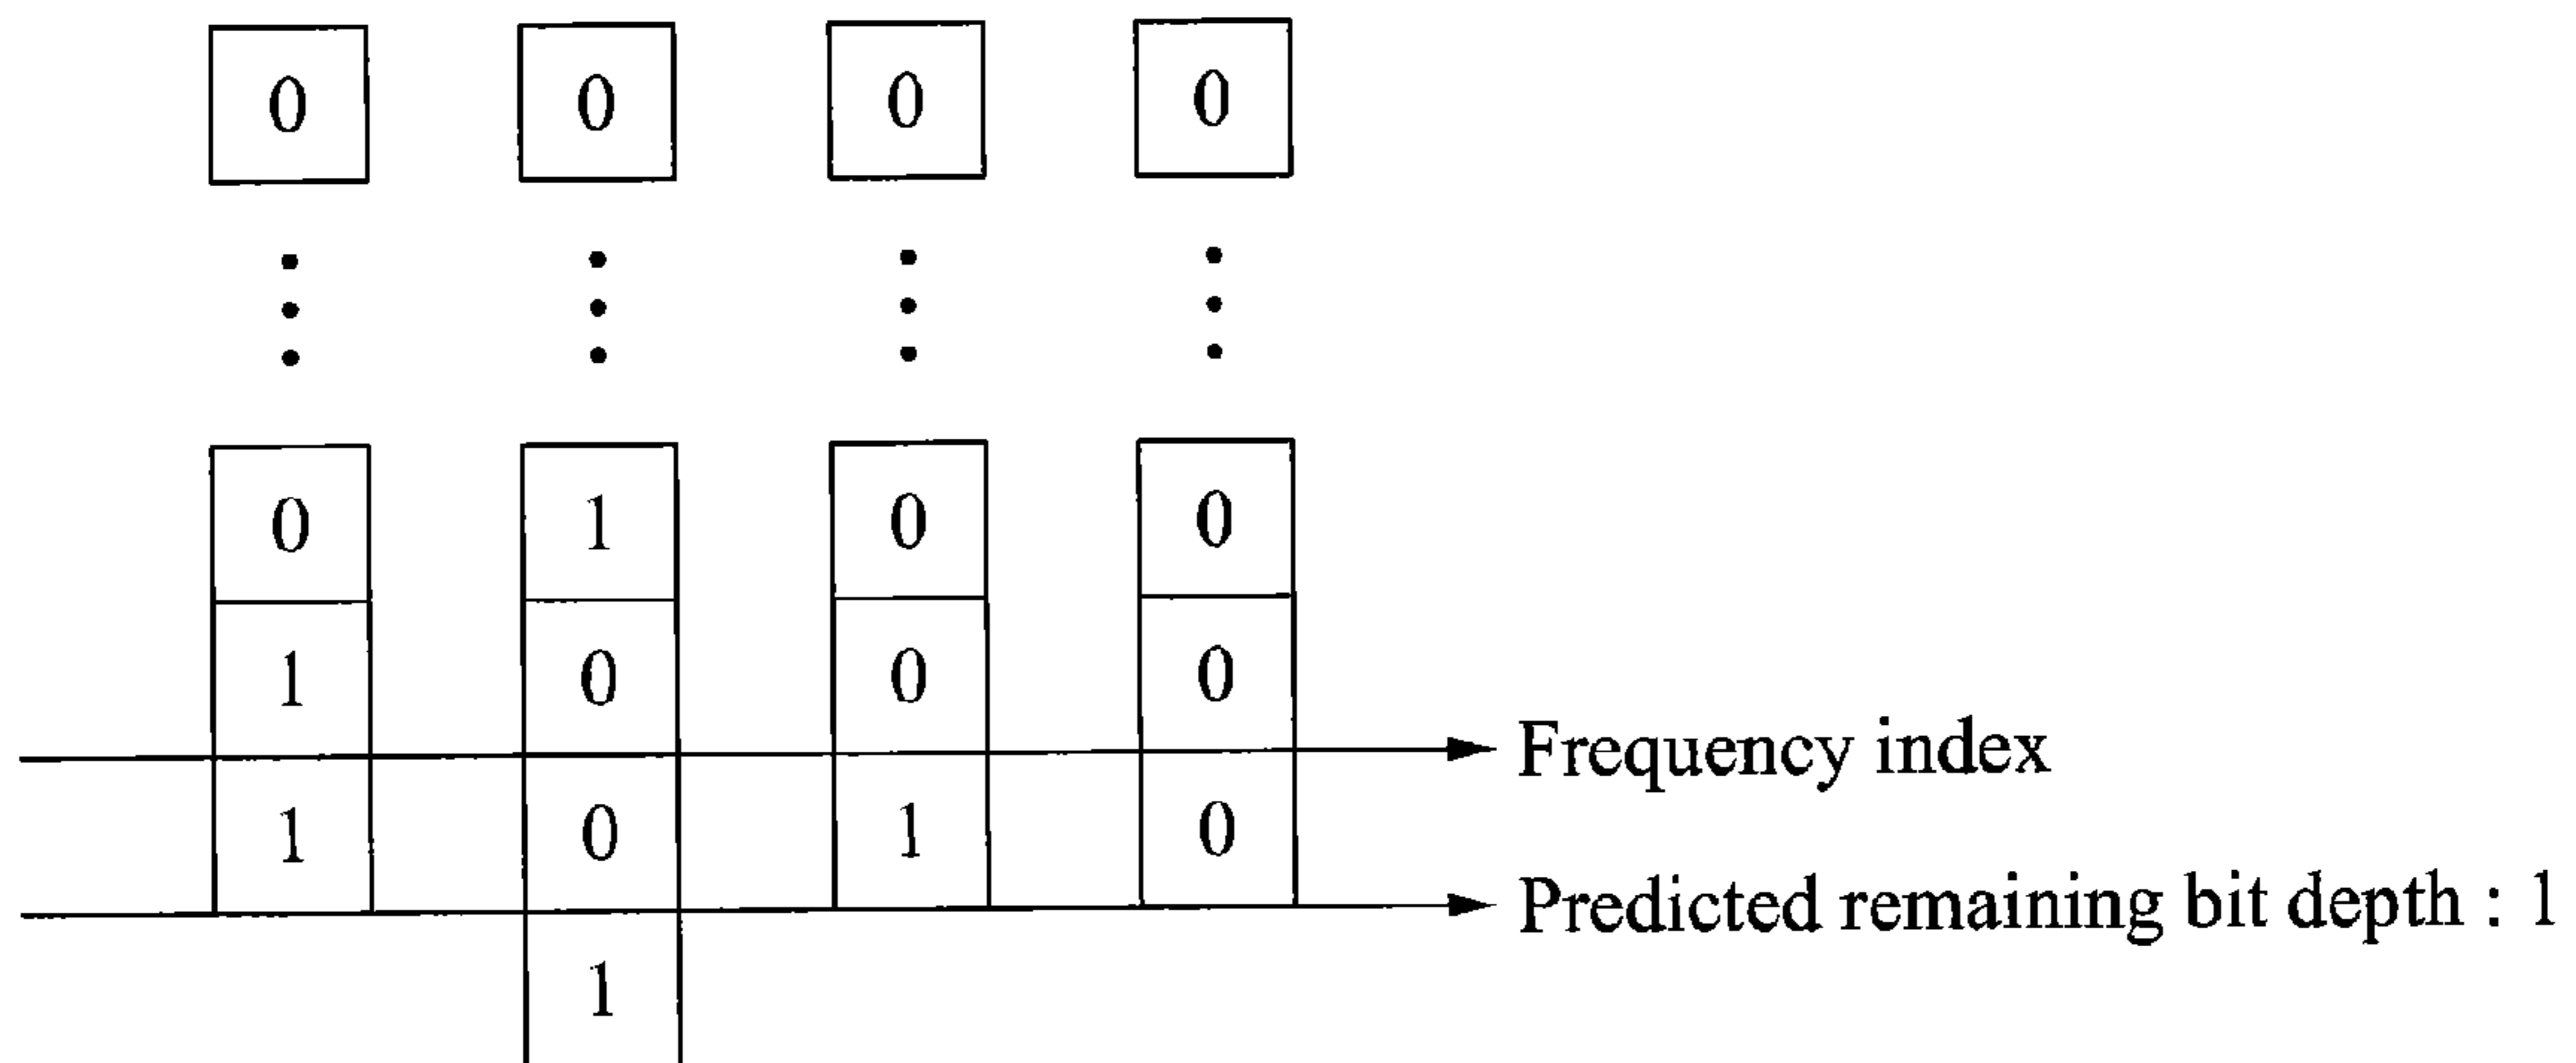 0 0 0 0
0 1 0 0
1 0 0 0
Frequency index
1 0 1 0
Predicted remaining bit depth : 1
1